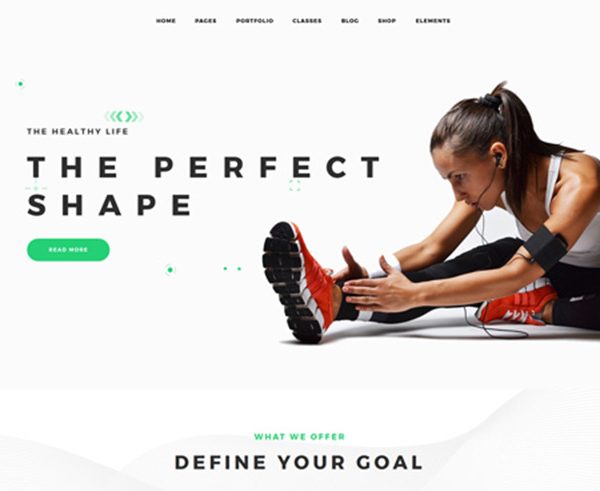 HOME PAGES PORTFOLIO CLASSES BLOG SHOP ELEMENTS
THE HEALTHY LIFE
THE PERFECT
SHAPE
READ MORE
WHAT WE OFFER
DEFINE YOUR GOAL